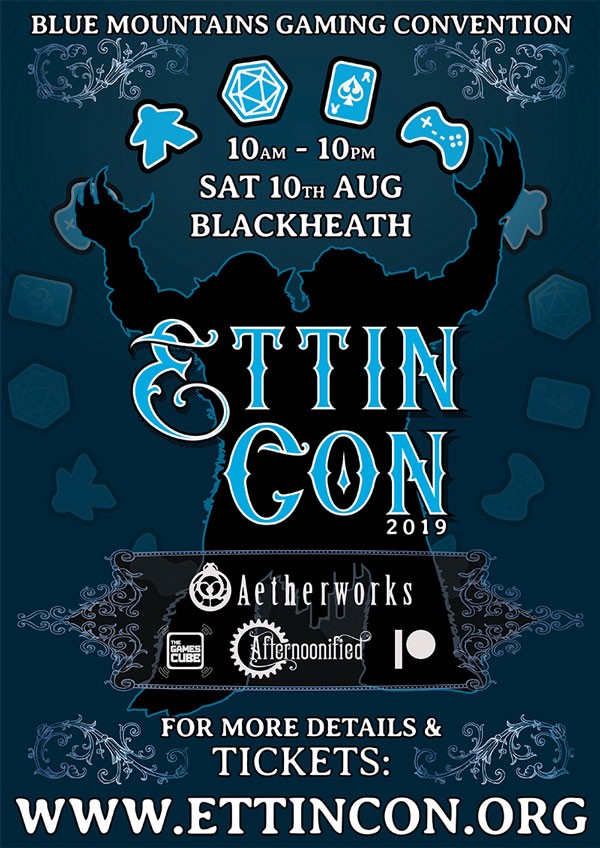 BLUE MOUNTAINS GAMING CONVENTION
10AM - 10PM
SAT 10TH AUG
BLACKHEATH
ETTIN
CON
2019
Aetherworks
THE
GAMES
CUBE
Afternoonified
FOR MORE DETAILS &
TICKETS:
WWW.ETTINCON.ORG